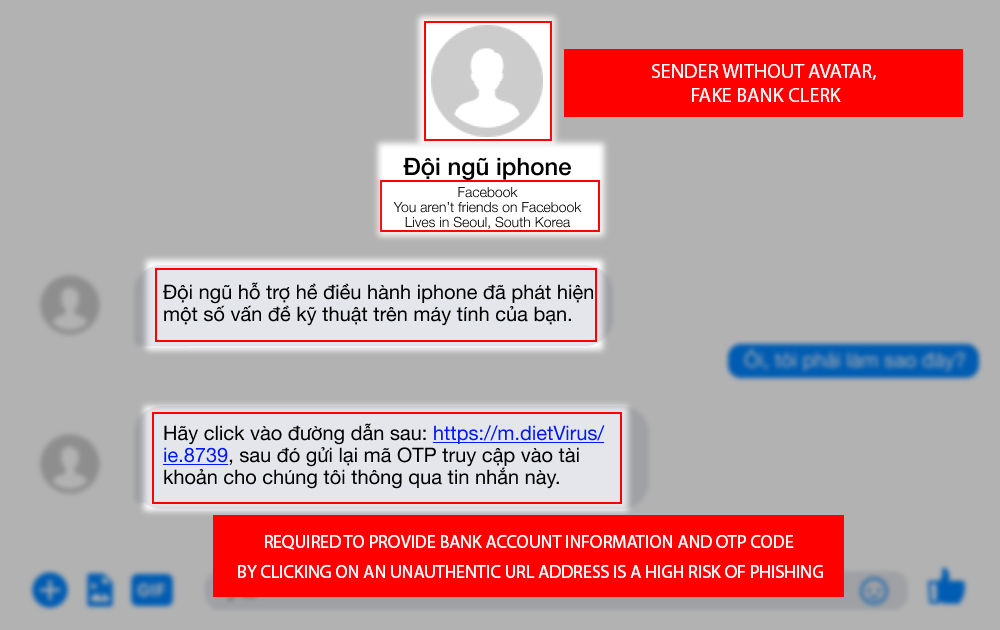 SENDER WITHOUT AVATAR,
FAKE BANK CLERK
Đội ngũ iphone
Facebook
You aren't friends on Facebook
Lives in Seoul, South Korea
Đội ngũ hỗ trợ hề điều hành iphone đã phát hiện
một số vấn đề kỹ thuật trên máy tính của bạn.
Ôi, tôi phải làm sao đây?
Hãy click vào đường dẫn sau: https://m.dietVirus/
ie.8739, sau đó gửi lại mã OTP truy cập vào tài
khoản cho chúng tôi thông qua tin nhắn này.
REQUIRED TO PROVIDE BANK ACCOUNT INFORMATION AND OTP CODE
BY CLICKING ON AN UNAUTHENTIC URL ADDRESS IS A HIGH RISK OF PHISHING
GIF